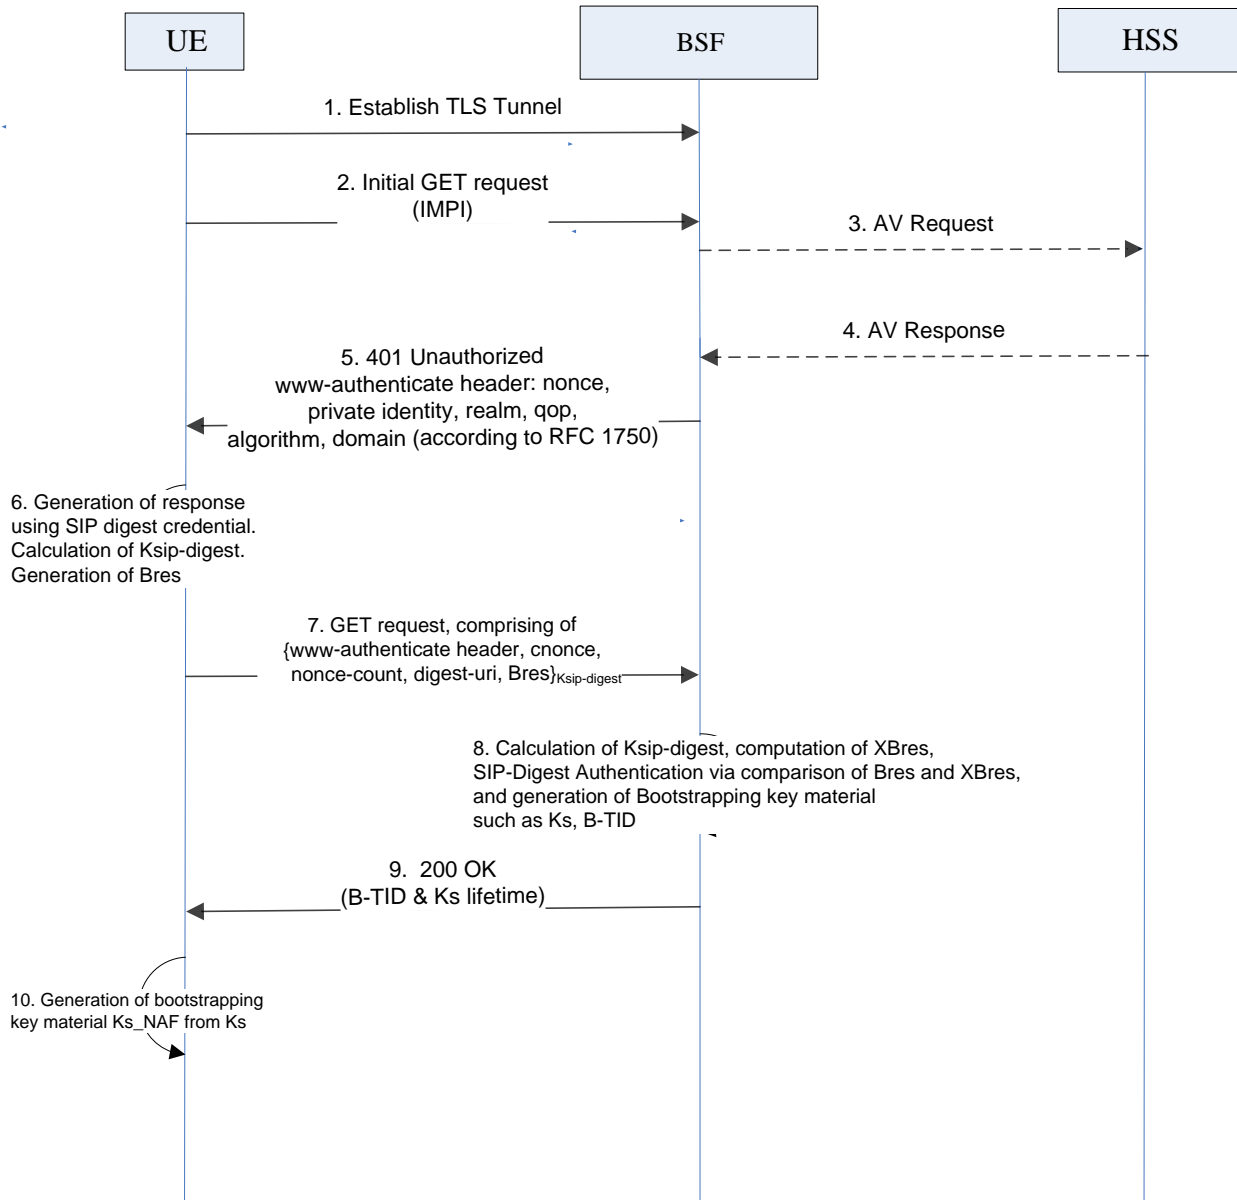 UE
BSF
HSS
1. Establish TLS Tunnel
2. Initial GET request
(IMPI)
3. AV Request
4. AV Response
5. 401 Unauthorized
www-authenticate header: nonce,
private identity, realm, qop,
algorithm, domain (according to RFC 1750)
6. Generation of response
using SIP digest credential.
Calculation of Ksip-digest.
Generation of Bres
7. GET request, comprising of
{www-authenticate header, cnonce,
nonce-count, digest-uri, Bres}Ksip-digest
8. Calculation of Ksip-digest, computation of XBres,
SIP-Digest Authentication via comparison of Bres and XBres,
and generation of Bootstrapping key material
such as Ks, B-TID
9. 200 OK
(B-TID & Ks lifetime)
10. Generation of bootstrapping
key material Ks_NAF from Ks